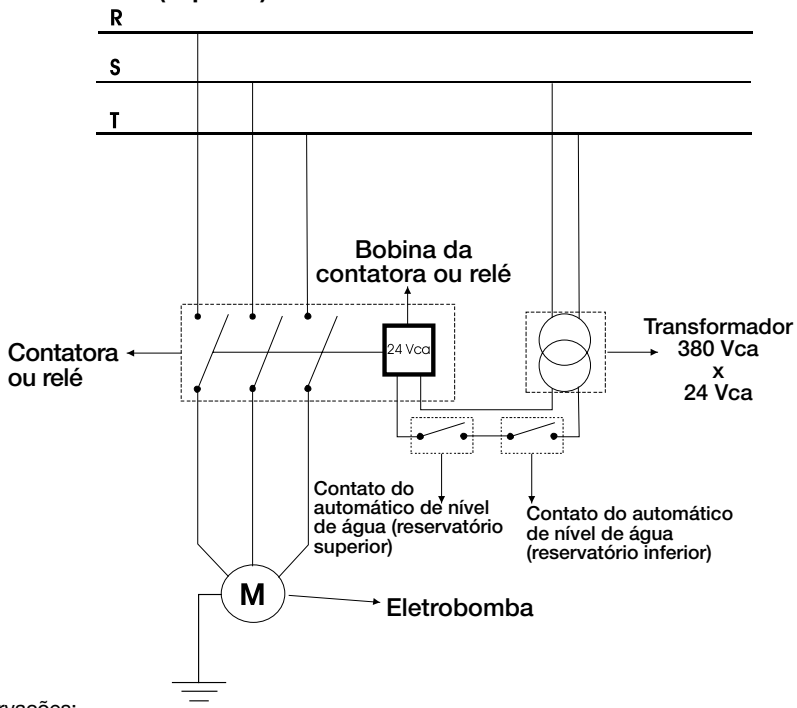 R
S
T
Bobina da
contatora ou relé
24 Vca
Contatora
ou relé
Transformador
380 Vca
x
24 Vca
Contato do
automático de nível
de água (reservatório
superior)
Contato do automático
de nível de água
(reservatório inferior)
M
Eletrobomba